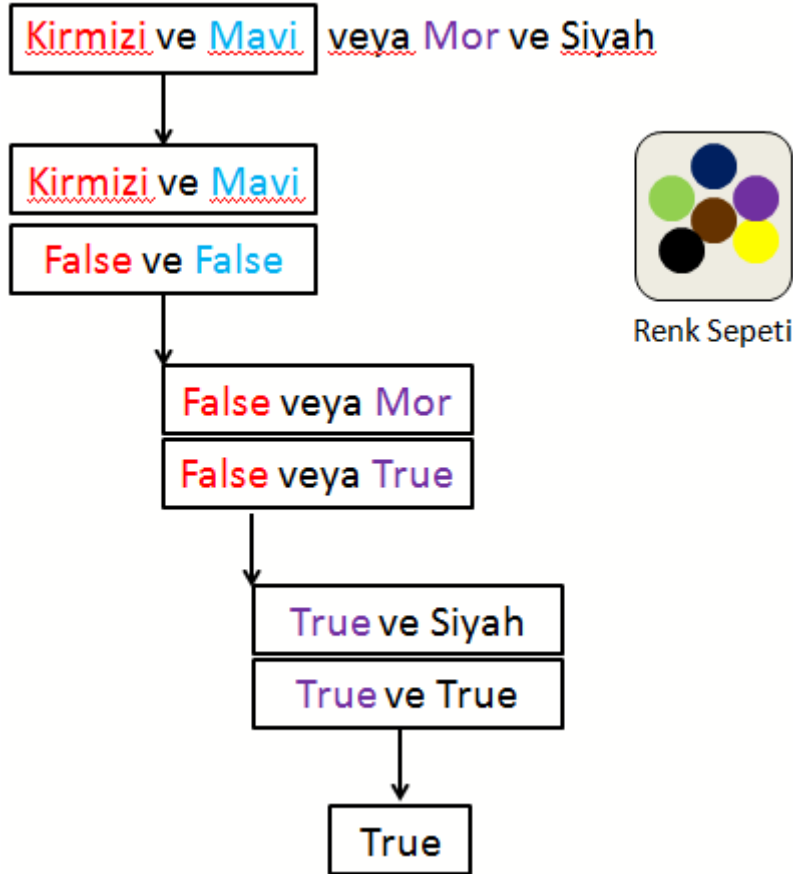 Kirmizi ve Mavi veya Mor ve Siyah
Kirmizi ve Mavi
False ve False
Renk Sepeti
False veya Mor
False veya True
True ve Siyah
True ve True
True